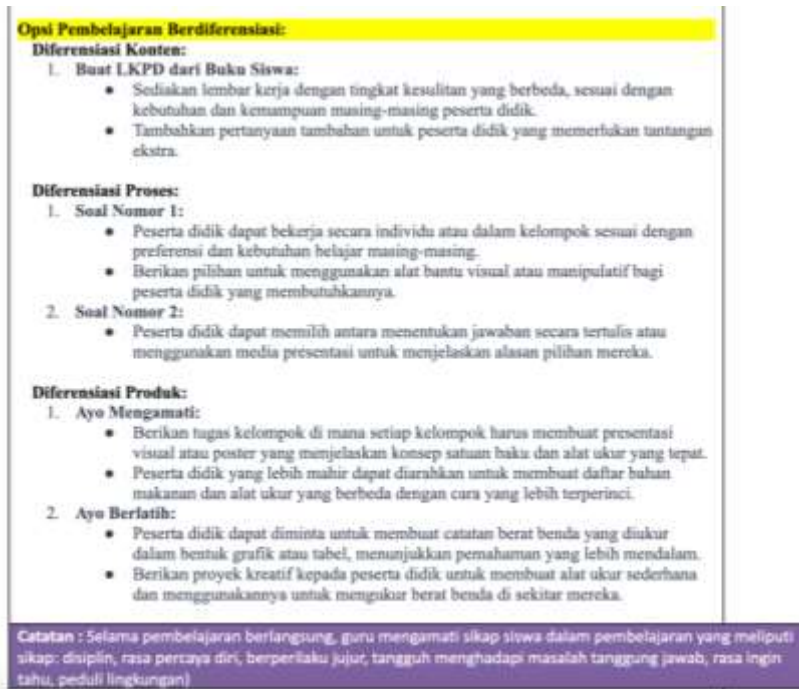 Opsi Pembelajaran Berdiferensiasi:
Diferensiasi Konten:
1. Buat LKPD dari Buku Siswa:
• Sediakan lembar kerja dengan tingkat kesulitan yang berbeda, sesuai dengan
kebutuhan dan kemampuan masing-masing peserta didik.
• Tambahkan pertanyaan tambahan untuk peserta didik yang memerlukan tantangan
ekstra.
Diferensiasi Proses:
1. Soal Nomor 1:
• Peserta didik dapat bekerja secara individu atau dalam kelompok sesuai dengan
preferensi dan kebutuhan belajar masing-masing.
• Berikan pilihan untuk menggunakan alat bantu visual atau manipulatif bagi
peserta didik yang membutuhkannya.
2. Soal Nomor 2:
• Peserta didik dapat memilih antara menentukan jawaban secara tertulis atau
menggunakan media presentasi untuk menjelaskan alasan pilihan mereka.
Diferensiasi Produk:
1. Ayo Mengamati:
• Berikan tugas kelompok di mana setiap kelompok harus membuat presentasi
visual atau poster yang menjelaskan konsep satuan baku dan alat ukur yang tepat.
• Peserta didik yang lebih mahir dapat diarahkan untuk membuat daftar bahan
makanan dan alat ukur yang berbeda dengan cara yang lebih terperinci.
2. Ayo Berlatih:
• Peserta didik dapat diminta untuk membuat catatan berat benda yang diukur
dalam bentuk grafik atau tabel, menunjukkan pemahaman yang lebih mendalam.
• Berikan proyek kreatif kepada peserta didik untuk membuat alat ukur sederhana
dan menggunakannya untuk mengukur berat benda di sekitar mereka.
Catatan : Selama pembelajaran berlangsung, guru mengamati sikap siswa dalam pembelajaran yang meliputi
sikap: disiplin, rasa percaya diri, berperilaku jujur, tangguh menghadapi masalah tanggung jawab, rasa ingin
tahu, peduli lingkungan)